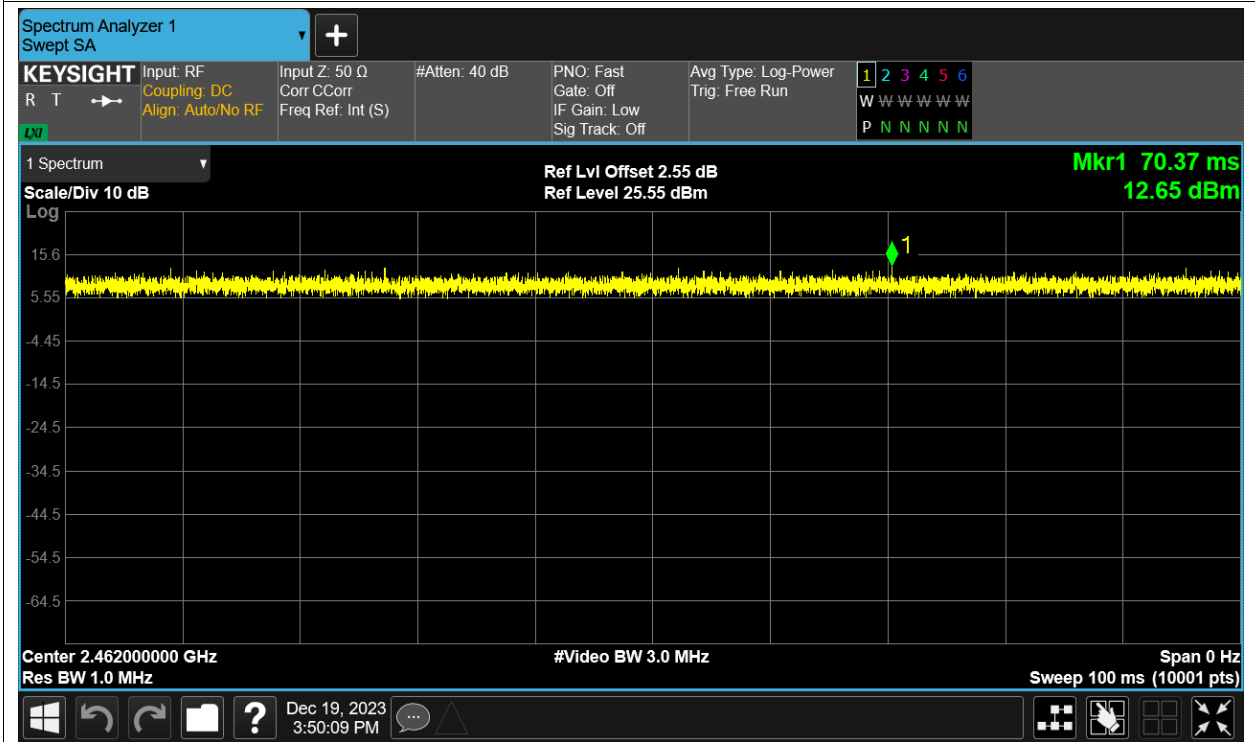 Spectrum Analyzer 1
Swept SA
KEYSIGHT
R T
LXI
Input: RF
Coupling: DC
Align: Auto/No RF
Input Z: 50 Ω
Corr CCorr
Freq Ref: Int (S)
#Atten: 40 dB
PNO: Fast
Gate: Off
IF Gain: Low
Sig Track: Off
Avg Type: Log-Power
Trig: Free Run
1 2 3 4 5 6
W W W W W W
P N N N N N
1 Spectrum
Scale/Div 10 dB
Log
Ref Lvl Offset 2.55 dB
Ref Level 25.55 dBm
Mkr1 70.37 ms
12.65 dBm
1
15.6
5.55
-4.45
-14.5
-24.5
-34.5
-44.5
-54.5
-64.5
Center 2.462000000 GHz
Res BW 1.0 MHz
#Video BW 3.0 MHz
Span 0 Hz
Sweep 100 ms (10001 pts)
?
Dec 19, 2023
3:50:09 PM